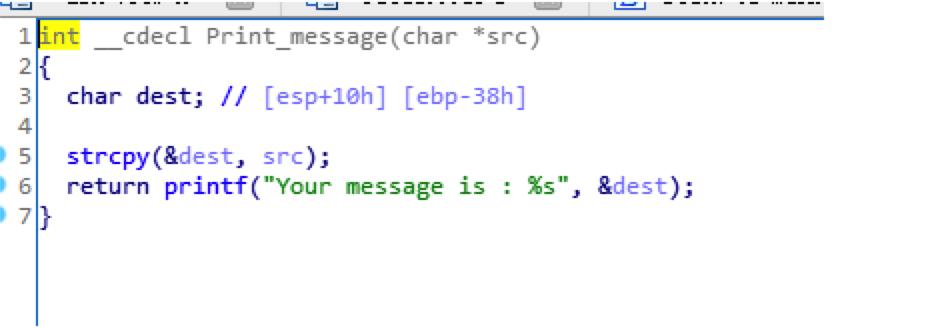 1 int __cdecl Print_message(char *src)
2 {
3 char dest; // [esp+10h] [ebp-38h]
4
5 strcpy(&dest, src);
6 return printf("Your message is : %s", &dest);
7 }